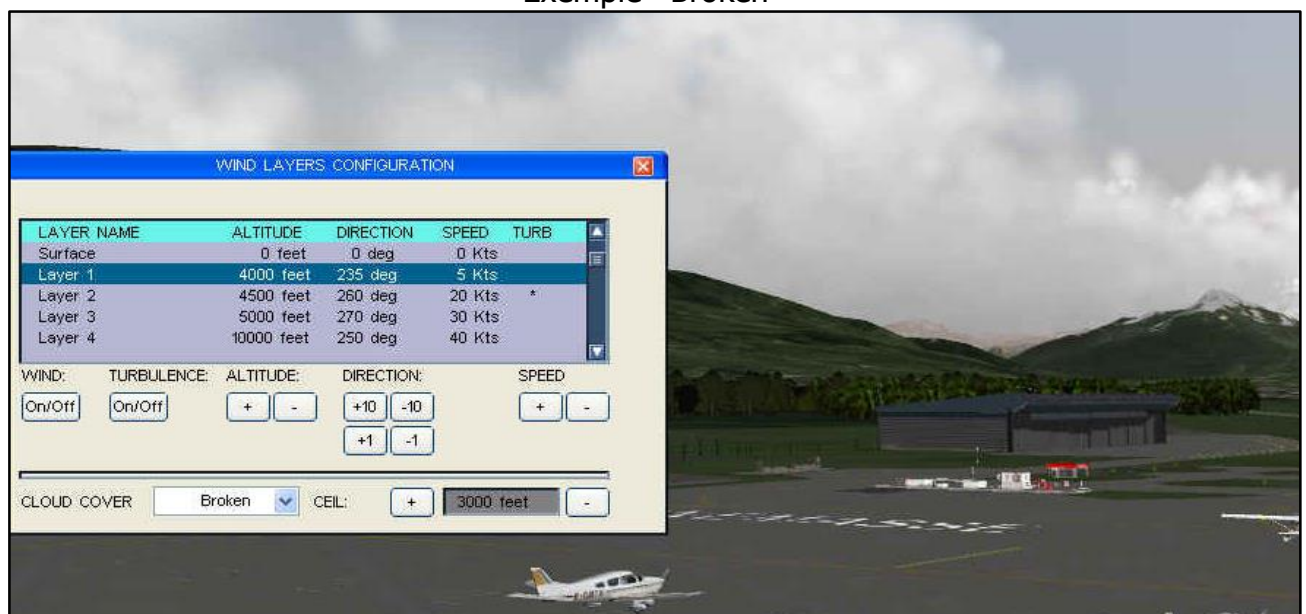 Exemple - Broken
WIND LAYERS CONFIGURATION
LAYER NAME ALTITUDE DIRECTION SPEED TURB
Surface 0 feet 0 deg 0 Kts
Layer 1 4000 feet 235 deg 5 Kts
Layer 2 4500 feet 260 deg 20 Kts *
Layer 3 5000 feet 270 deg 30 Kts
Layer 4 10000 feet 250 deg 40 Kts
WIND: TURBULENCE: ALTITUDE: DIRECTION: SPEED
On/Off On/Off + - +10 -10 + -
+1 -1
CLOUD COVER Broken CEIL: + 3000 feet -